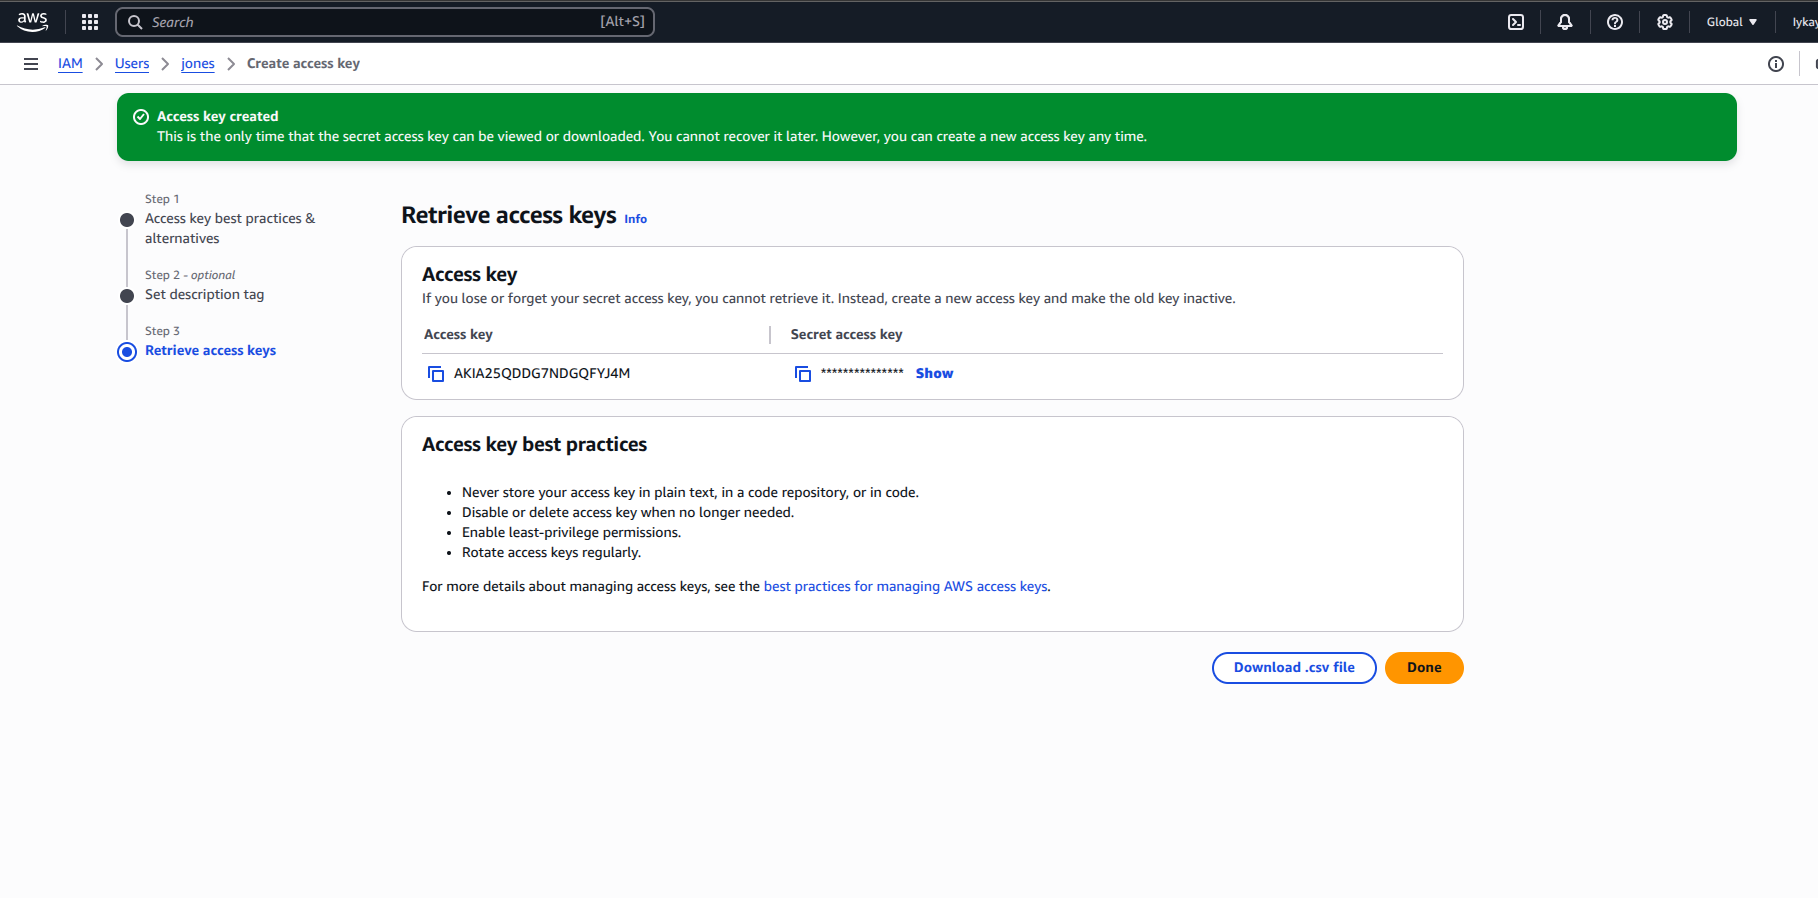 aws
Search
[Alt+S]
Global
IAM
Users
jones
Create access key
Access key created
This is the only time that the secret access key can be viewed or downloaded. You cannot recover it later. However, you can create a new access key any time.
Step 1
Access key best practices &
alternatives
Step 2 - optional
Set description tag
Step 3
Retrieve access keys
Retrieve access keys Info
Access key
If you lose or forget your secret access key, you cannot retrieve it. Instead, create a new access key and make the old key inactive.
Access key
Secret access key
AKIA25QDDG7NDGQFYJ4M
*************** Show
Access key best practices
• Never store your access key in plain text, in a code repository, or in code.
• Disable or delete access key when no longer needed.
• Enable least-privilege permissions.
• Rotate access keys regularly.
For more details about managing access keys, see the best practices for managing AWS access keys.
Download .csv file
Done